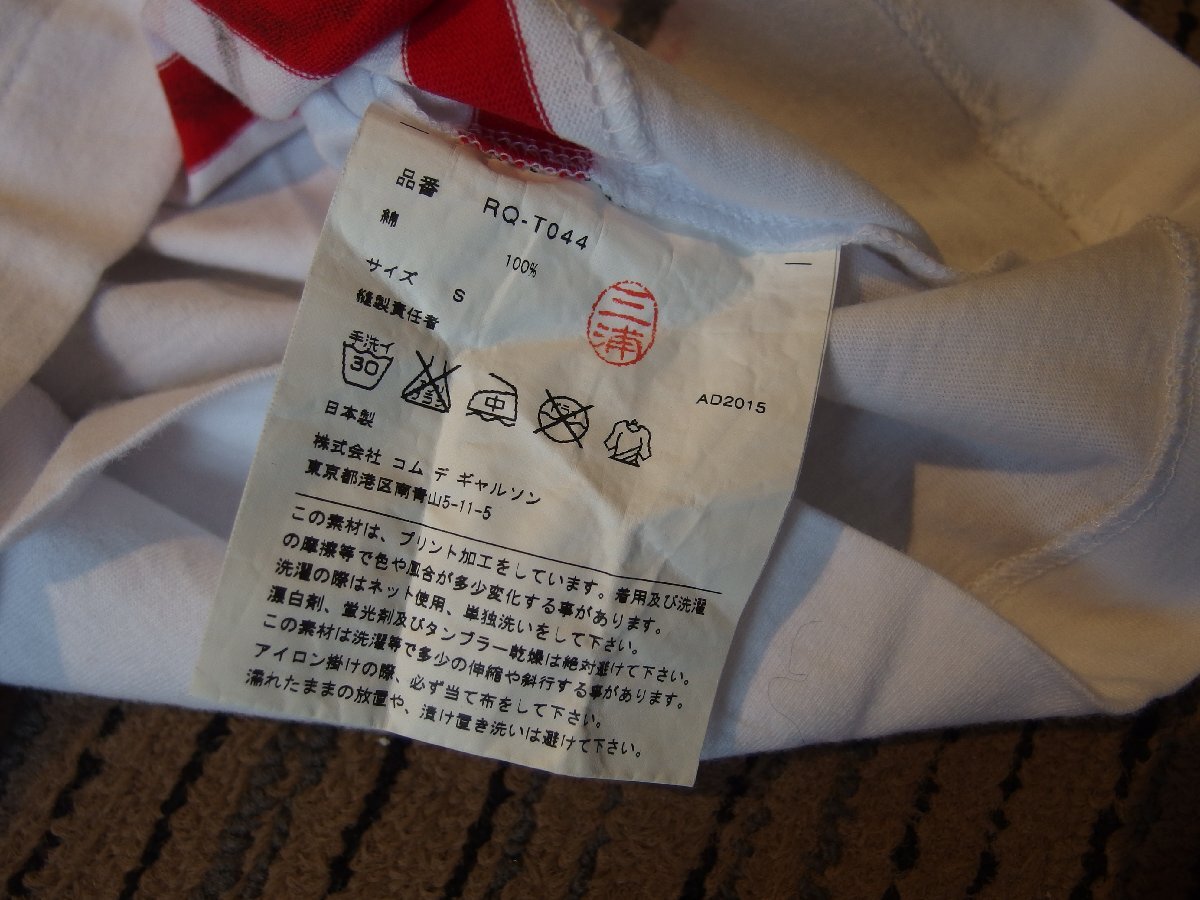 品番 RQ-T044
綿 100%
サイズ S
縫製責任者
三浦
手洗イ
30
中
AD2015
日本製
株式会社 コム デ ギャルソン
東京都港区南青山5-11-5
この素材は、プリント加工をしています。着用及び洗濯
の摩擦等で色や風合が多少変化する事があります。
洗濯の際はネット使用、単独洗いをして下さい。
漂白剤、蛍光剤及びタンブラー乾燥は絶対避けて下さい。
この素材は洗濯等で多少の伸縮や斜行する事があります。
アイロン掛けの際、必ず当て布をして下さい。
濡れたままの放置や、漬け置き洗いは避けて下さい。